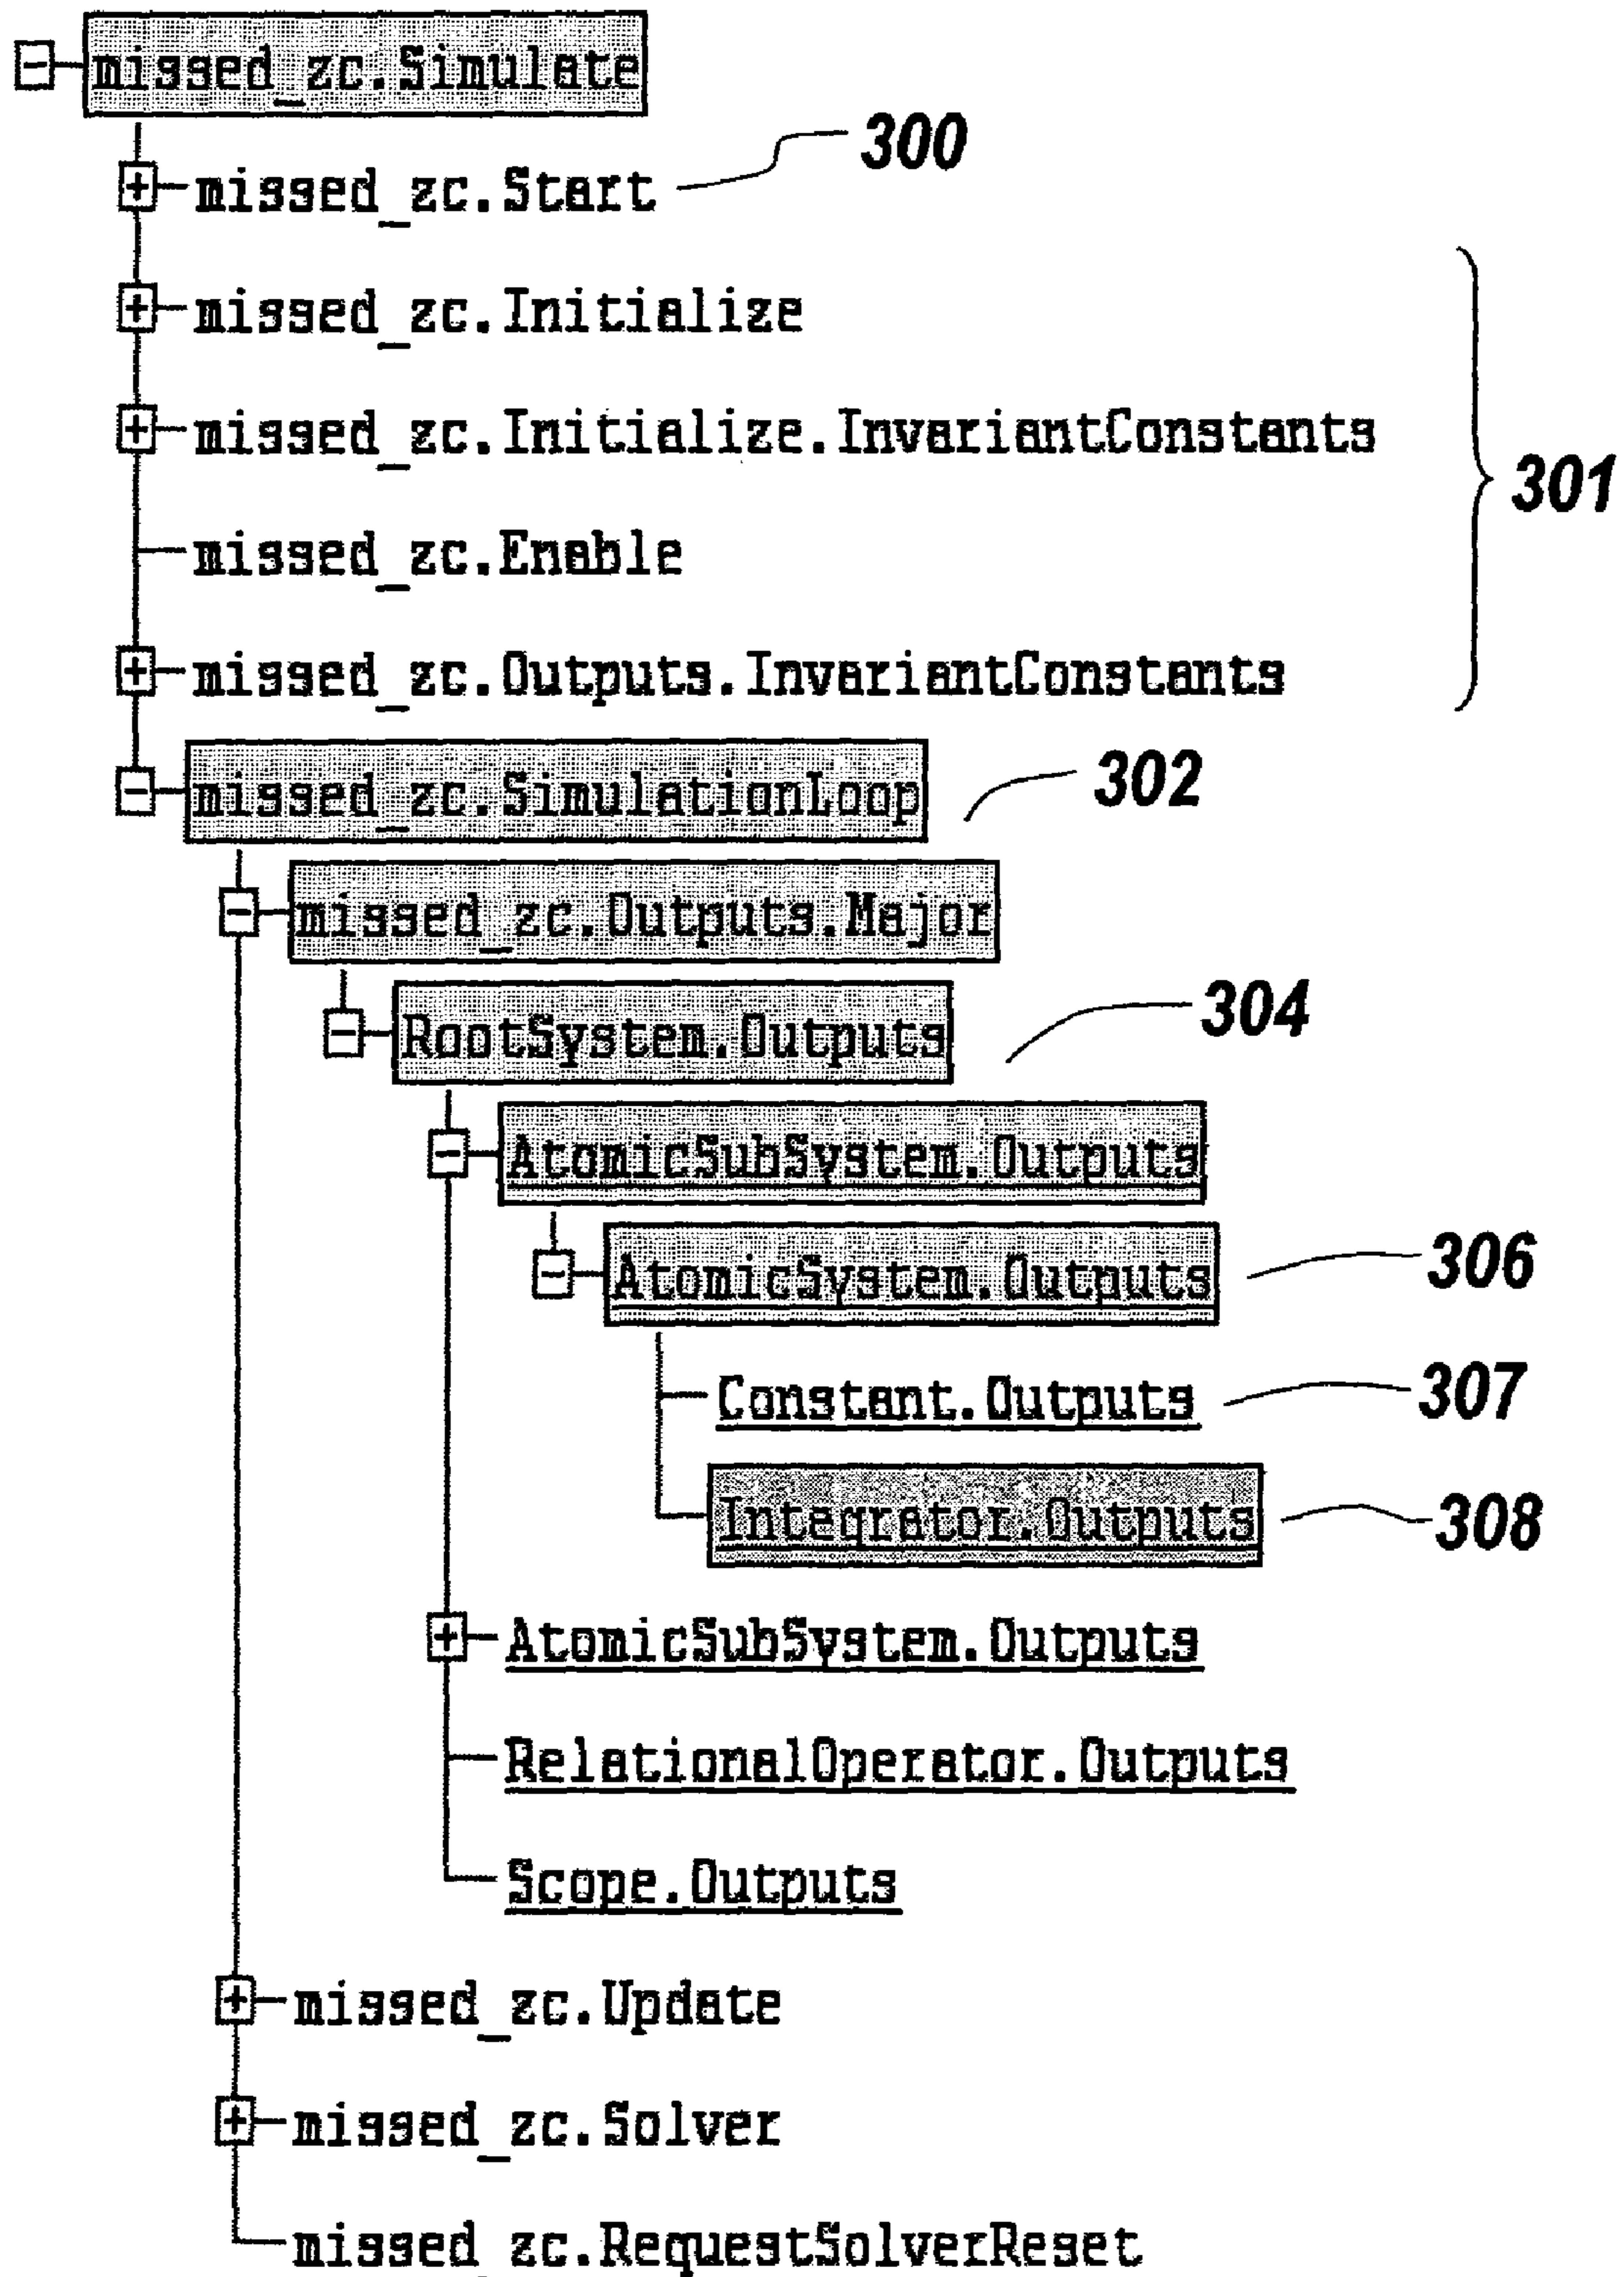 missed_zc.Simulate
missed_zc.Start 300
missed_zc.Initialize
missed_zc.Initialize.InvariantConstants
301
missed_zc.Enable
missed_zc.Outputs.InvariantConstants
missed_zc.SimulationLoop 302
missed_zc.Outputs.Major
RootSystem.Outputs 304
AtomicSubSystem.Outputs
AtomicSystem.Outputs 306
Constant.Outputs 307
Integrator.Outputs 308
AtomicSubSystem.Outputs
RelationalOperator.Outputs
Scope.Outputs
missed_zc.Update
missed_zc.Solver
missed_zc.RequestSolverReset